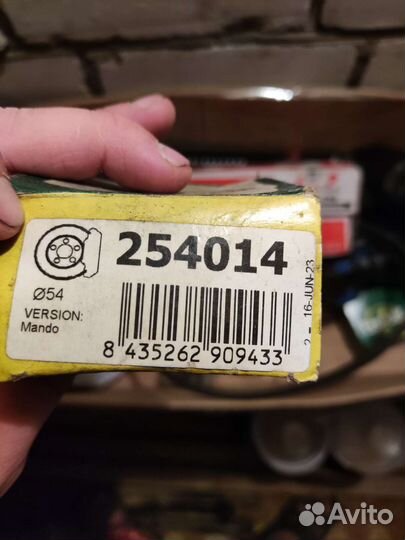 254014
Ø54
VERSION:
Mando
8 435262 909433
2 16-JUN-23
Avito